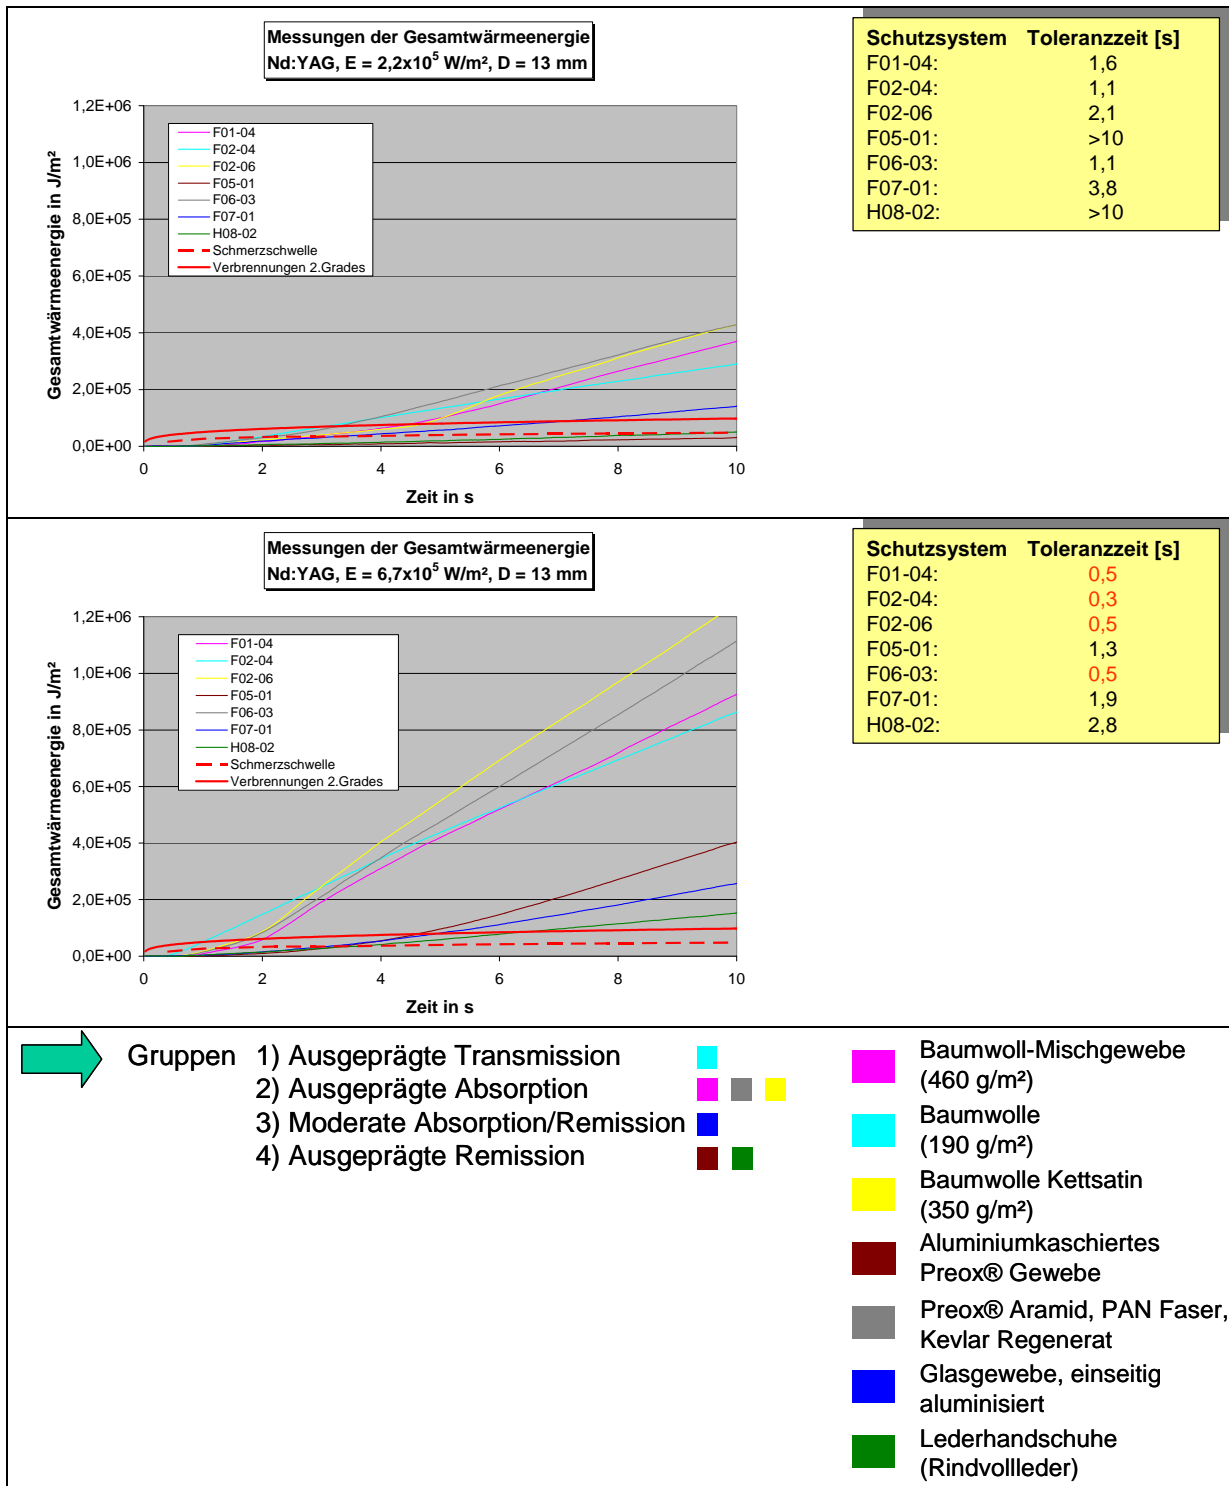 Messungen der Gesamtwärmeenergie
Nd:YAG, E = 2,2x10⁵ W/m², D = 13 mm
Gesamtwärmeenergie in J/m²
1,2E+06
1,0E+06
8,0E+05
6,0E+05
4,0E+05
2,0E+05
0,0E+00
F01-04
F02-04
F02-06
F05-01
F06-03
F07-01
H08-02
Schmerzschwelle
Verbrennungen 2.Grades
0 2 4 6 8 10
Zeit in s
Schutzsystem Toleranzzeit [s]
F01-04: 1,6
F02-04: 1,1
F02-06 2,1
F05-01: >10
F06-03: 1,1
F07-01: 3,8
H08-02: >10
Messungen der Gesamtwärmeenergie
Nd:YAG, E = 6,7x10⁵ W/m², D = 13 mm
Gesamtwärmeenergie in J/m²
1,2E+06
1,0E+06
8,0E+05
6,0E+05
4,0E+05
2,0E+05
0,0E+00
F01-04
F02-04
F02-06
F05-01
F06-03
F07-01
H08-02
Schmerzschwelle
Verbrennungen 2.Grades
0 2 4 6 8 10
Zeit in s
Schutzsystem Toleranzzeit [s]
F01-04: 0,5
F02-04: 0,3
F02-06 0,5
F05-01: 1,3
F06-03: 0,5
F07-01: 1,9
H08-02: 2,8
Gruppen 1) Ausgeprägte Transmission
2) Ausgeprägte Absorption
3) Moderate Absorption/Remission
4) Ausgeprägte Remission
Baumwoll-Mischgewebe
(460 g/m²)
Baumwolle
(190 g/m²)
Baumwolle Kettsatin
(350 g/m²)
Aluminiumkaschiertes
Preox® Gewebe
Preox® Aramid, PAN Faser,
Kevlar Regenerat
Glasgewebe, einseitig
aluminisiert
Lederhandschuhe
(Rindvollleder)